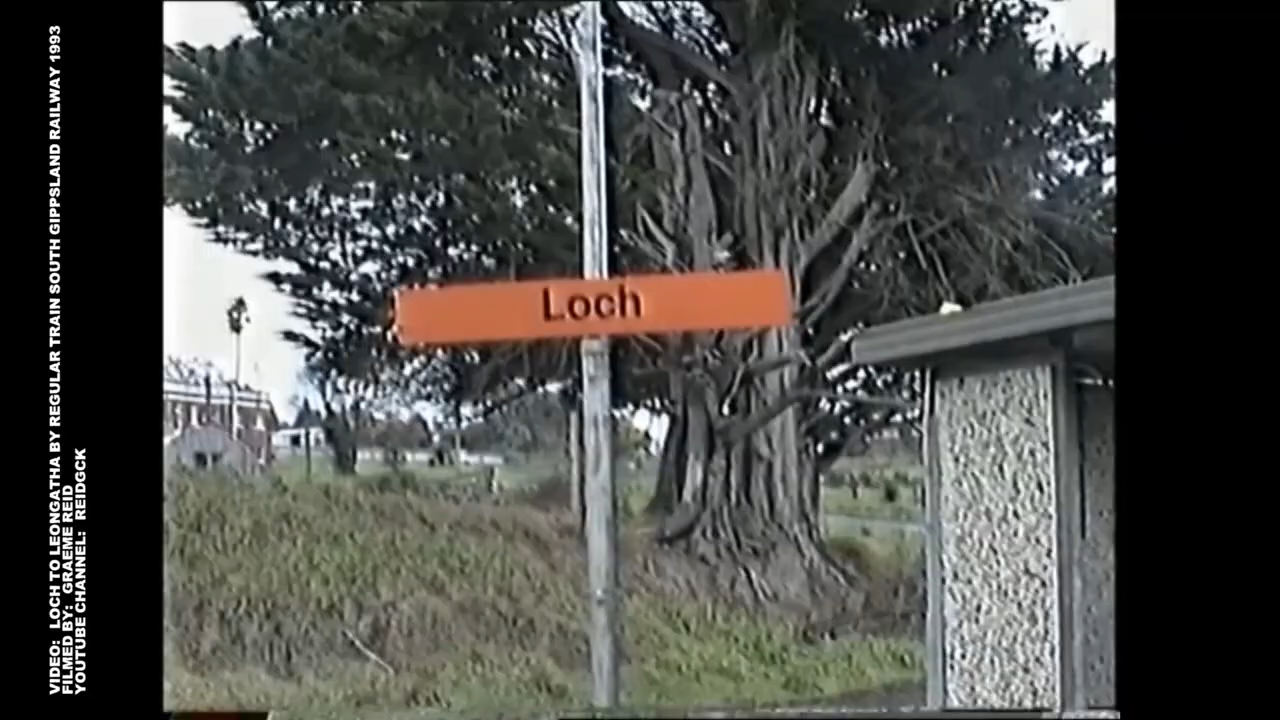 VIDEO: LOCH TO LEONGATHA BY REGULAR TRAIN SOUTH GIPPSLAND RAILWAY 1993
FILMED BY: GRAEME REID
YOUTUBE CHANNEL: REIDGCK
Loch